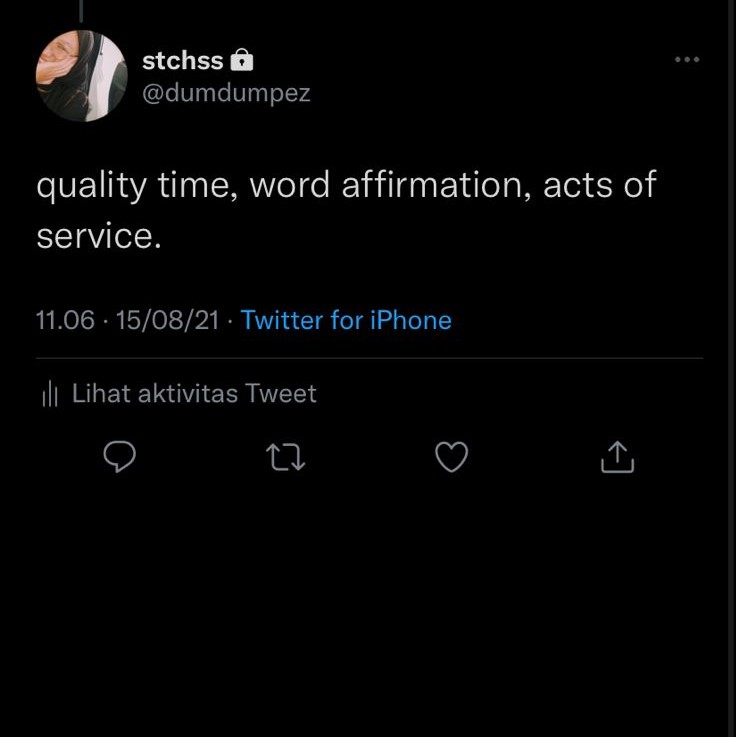 stchss
@dumdumpez
quality time, word affirmation, acts of
service.
11.06 · 15/08/21 · Twitter for iPhone
Lihat aktivitas Tweet